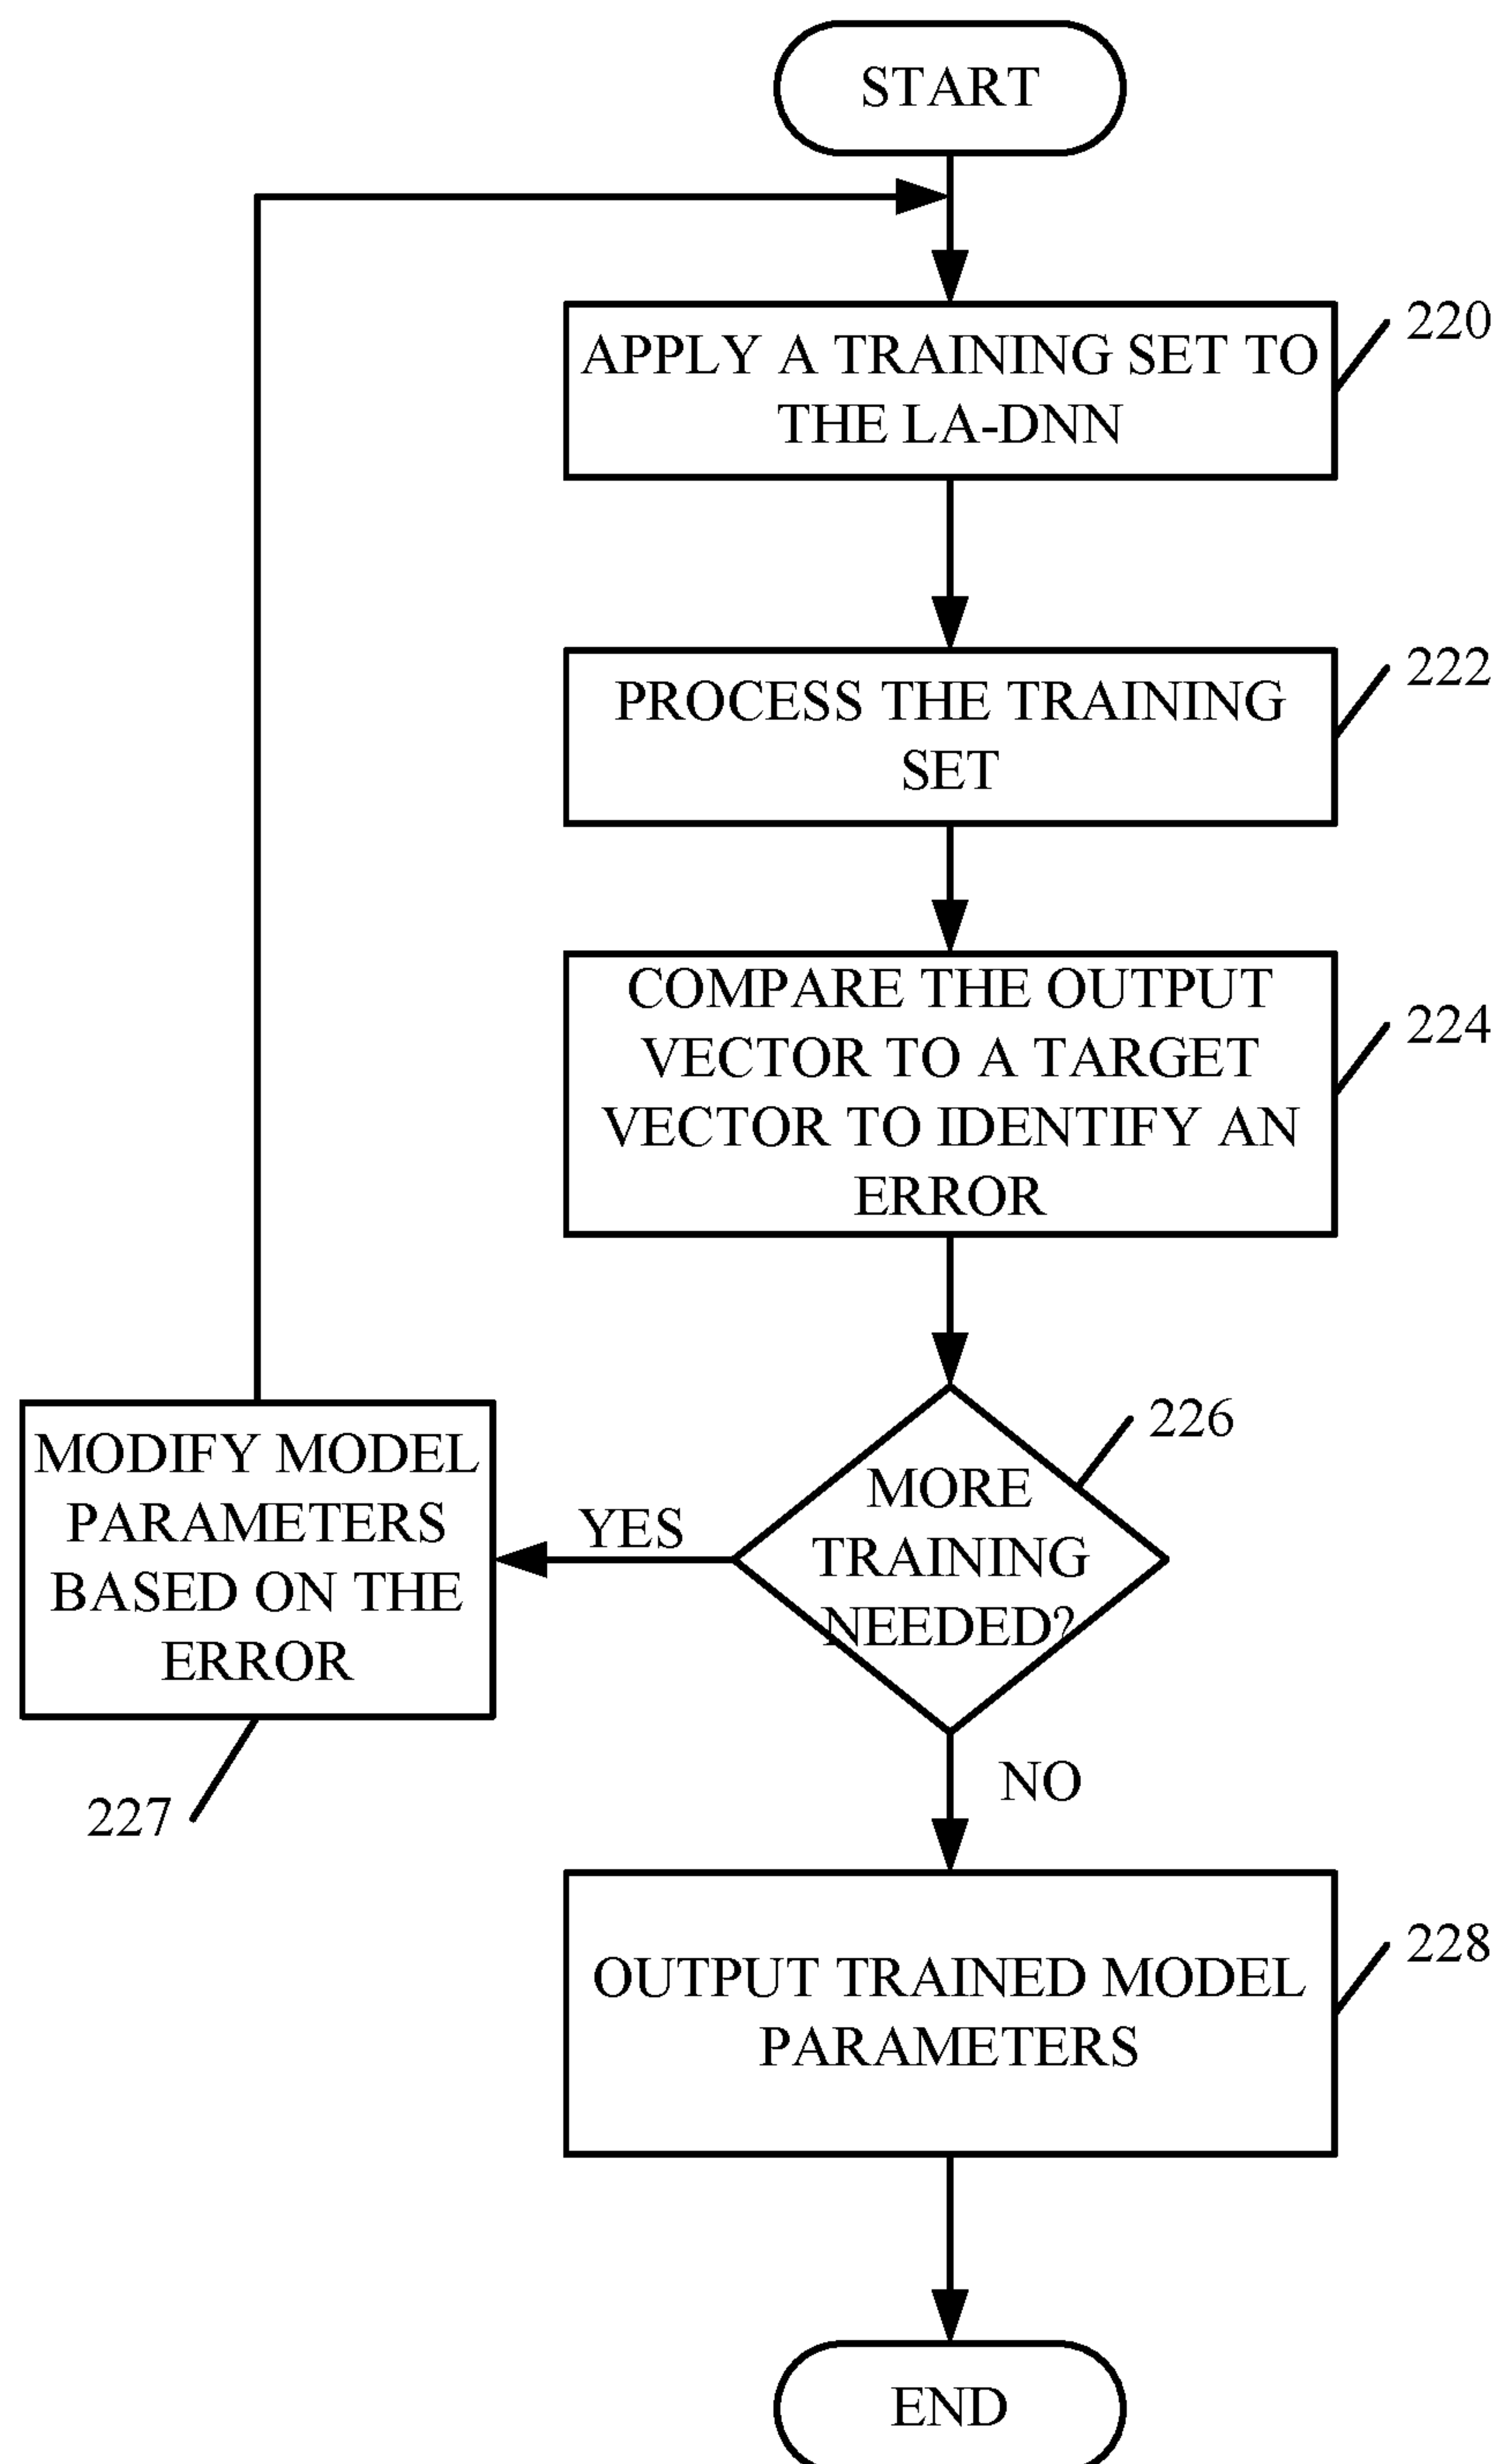 START
APPLY A TRAINING SET TO
THE LA-DNN
220
PROCESS THE TRAINING
SET
222
COMPARE THE OUTPUT
VECTOR TO A TARGET
VECTOR TO IDENTIFY AN
ERROR
224
MORE
TRAINING
NEEDED?
226
YES
MODIFY MODEL
PARAMETERS
BASED ON THE
ERROR
227
NO
OUTPUT TRAINED MODEL
PARAMETERS
228
END